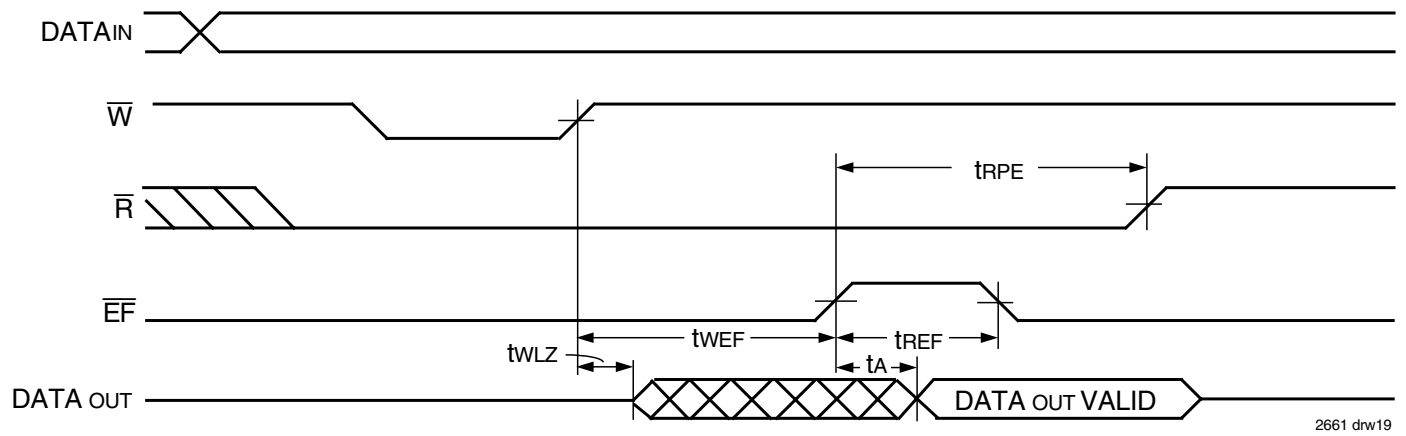 DATAIN
W
tRPE
R
EF
tWEF
tREF
tWLZ
tA
DATA OUT
DATA OUT VALID
2661 drw19